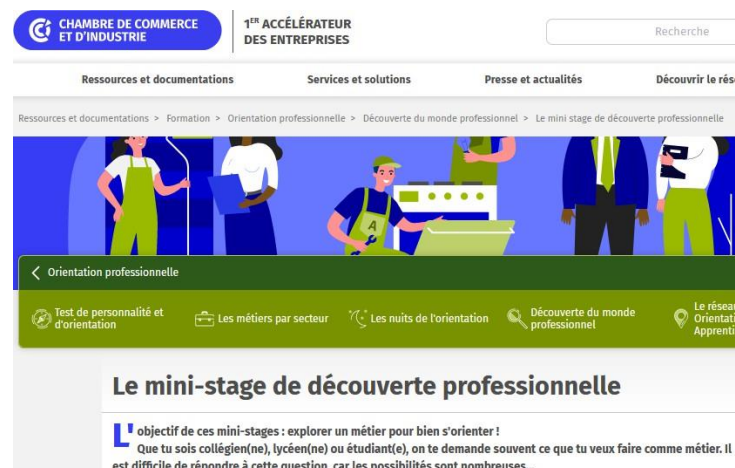 CHAMBRE DE COMMERCE
ET D'INDUSTRIE
1ER ACCÉLÉRATEUR
DES ENTREPRISES
Recherche
Ressources et documentations
Services et solutions
Presse et actualités
Découvrir le rés
Ressources et documentations > Formation > Orientation professionnelle > Découverte du monde professionnel > Le mini stage de découverte professionnelle
A
< Orientation professionnelle
Test de personnalité et
d'orientation
Les métiers par secteur
Les nuits de l'orientation
Découverte du monde
professionnel
Le réseau
Orientati
Apprenti
Le mini-stage de découverte professionnelle
L'objectif de ces mini-stages : explorer un métier pour bien s'orienter !
Que tu sois collégien(ne), lycéen(ne) ou étudiant(e), on te demande souvent ce que tu veux faire comme métier. Il
est difficile de répondre à cette question, car les possibilités sont nombreuses...